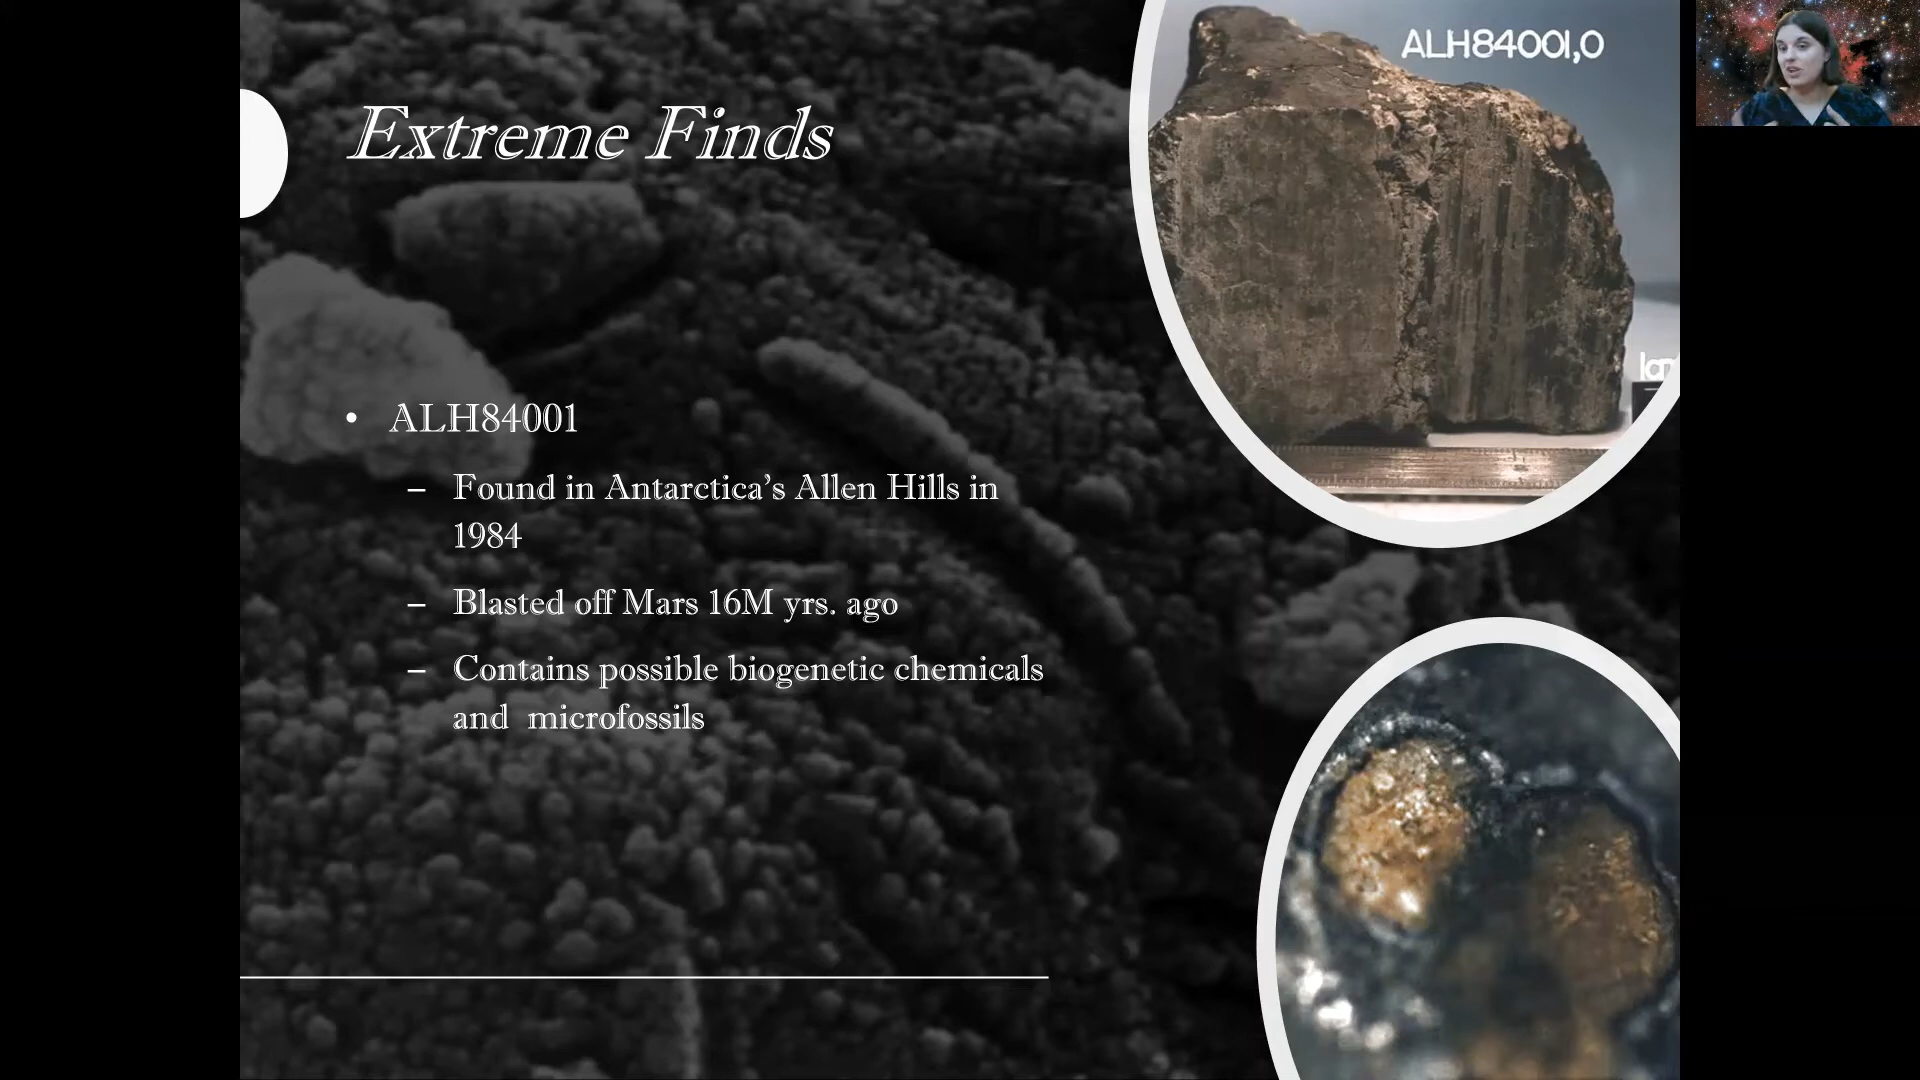 Extreme Finds
• ALH84001
– Found in Antarctica's Allen Hills in
1984
– Blasted off Mars 16M yrs. ago
– Contains possible biogenetic chemicals
and microfossils
ALH84001,0